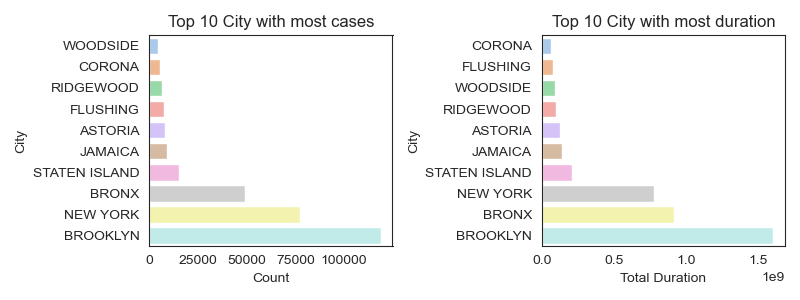 Top 10 City with most cases
WOODSIDE
CORONA
RIDGEWOOD
FLUSHING
ASTORIA
JAMAICA
STATEN ISLAND
BRONX
NEW YORK
BROOKLYN
City
0 25000 50000 75000 100000
Count
Top 10 City with most duration
CORONA
FLUSHING
WOODSIDE
RIDGEWOOD
ASTORIA
JAMAICA
STATEN ISLAND
NEW YORK
BRONX
BROOKLYN
City
0.0 0.5 1.0 1.5
1e9
Total Duration